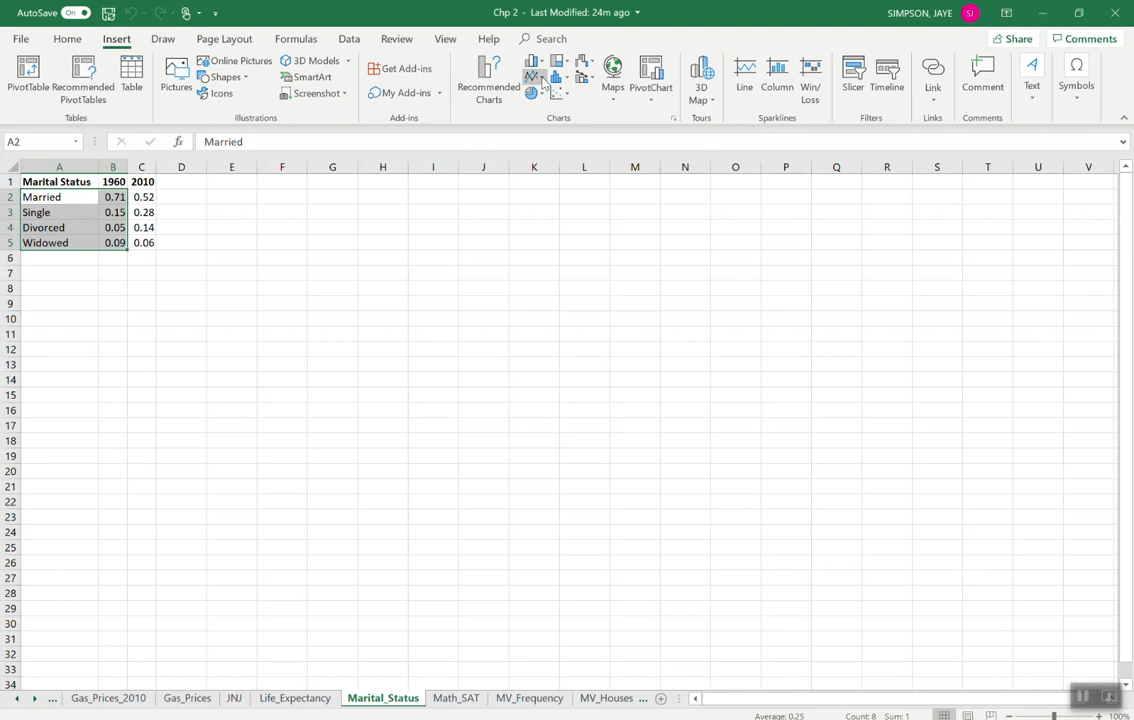 AutoSave On Chp 2 - Last Modified: 24m ago SIMPSON, JAYE SJ
File Home Insert Draw Page Layout Formulas Data Review View Help Search Share Comments
PivotTable Recommended PivotTables Table Pictures Online Pictures Shapes Icons 3D Models SmartArt Screenshot Get Add-ins My Add-ins Recommended Charts Maps PivotChart 3D Map Line Column Win/Loss Slicer Timeline Link Comment Text Symbols
Tables Illustrations Add-ins Charts Tours Sparklines Filters Links Comments
A2 fx Married
A B C D E F G H I J K L M N O P Q R S T U V
1 Marital Status 1960 2010
2 Married 0.71 0.52
3 Single 0.15 0.28
4 Divorced 0.05 0.14
5 Widowed 0.09 0.06
6
7
8
9
10
11
12
13
14
15
16
17
18
19
20
21
22
23
24
25
26
27
28
29
30
31
32
33
34
... Gas_Prices_2010 Gas_Prices JNJ Life_Expectancy Marital_Status Math_SAT MV_Frequency MV_Houses ...
Average: 0.25 Count: 8 Sum: 1 100%